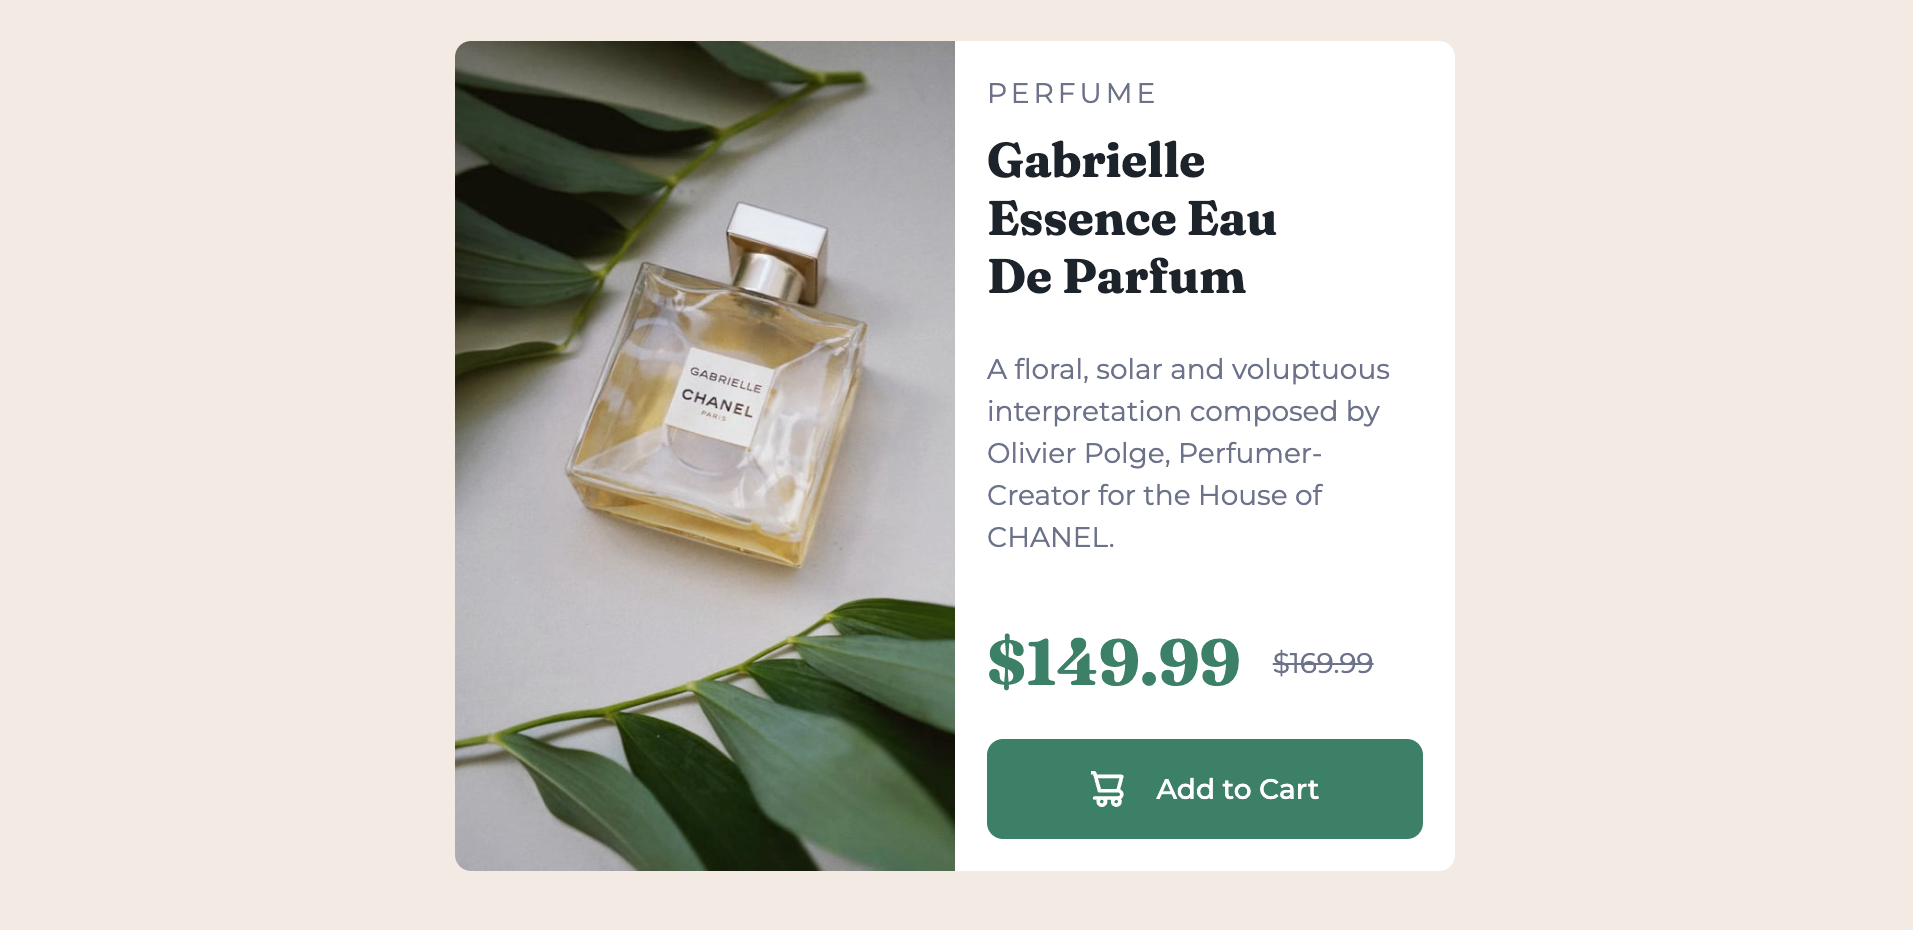 GABRIELLE
CHANEL
PARIS
PERFUME
Gabrielle
Essence Eau
De Parfum
A floral, solar and voluptuous
interpretation composed by
Olivier Polge, Perfumer-
Creator for the House of
CHANEL.
$149.99 $169.99
Add to Cart